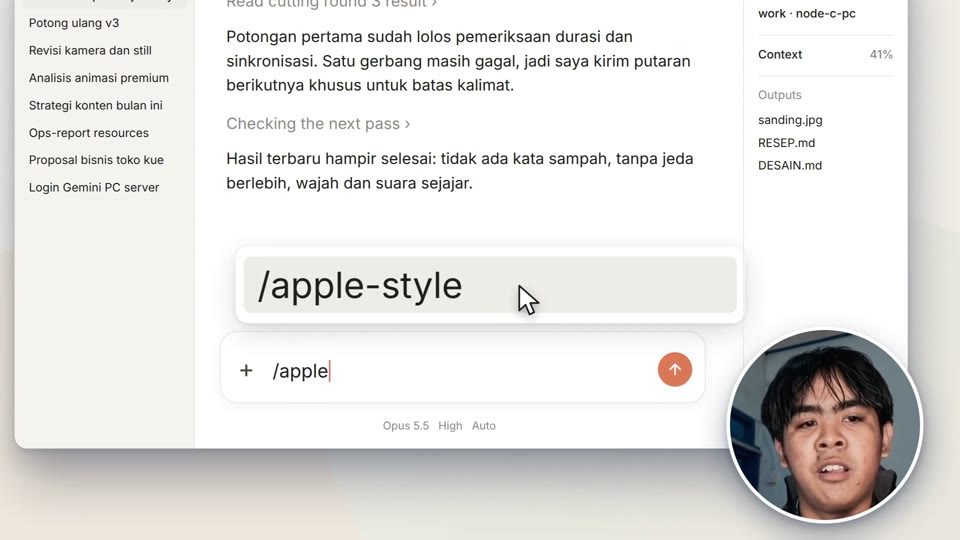 Potong ulang v3
Revisi kamera dan still
Analisis animasi premium
Strategi konten bulan ini
Ops-report resources
Proposal bisnis toko kue
Login Gemini PC server
Read cutting round 3 result ›
Potongan pertama sudah lolos pemeriksaan durasi dan
sinkronisasi. Satu gerbang masih gagal, jadi saya kirim putaran
berikutnya khusus untuk batas kalimat.
Checking the next pass ›
Hasil terbaru hampir selesai: tidak ada kata sampah, tanpa jeda
berlebih, wajah dan suara sejajar.
/apple-style
+ /apple
Opus 5.5 High Auto
work · node-c-pc
Context 41%
Outputs
sanding.jpg
RESEP.md
DESAIN.md